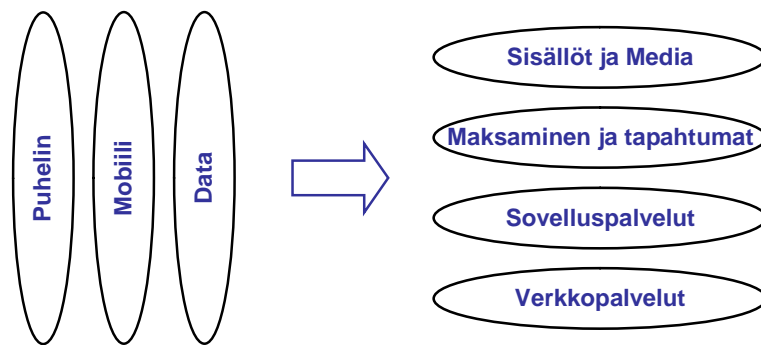 Puhelin
Mobiili
Data
Sisällöt ja Media
Maksaminen ja tapahtumat
Sovelluspalvelut
Verkkopalvelut